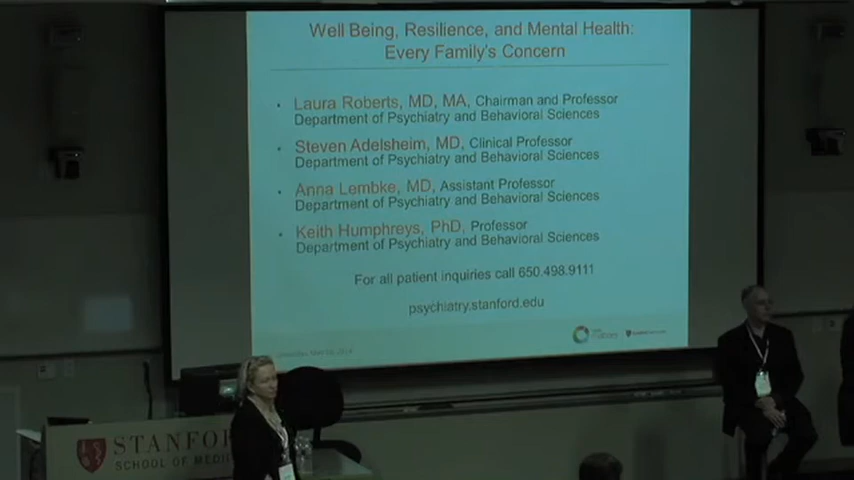 Well Being, Resilience, and Mental Health:
Every Family's Concern
• Laura Roberts, MD, MA, Chairman and Professor
Department of Psychiatry and Behavioral Sciences
• Steven Adelsheim, MD, Clinical Professor
Department of Psychiatry and Behavioral Sciences
• Anna Lembke, MD, Assistant Professor
Department of Psychiatry and Behavioral Sciences
• Keith Humphreys, PhD, Professor
Department of Psychiatry and Behavioral Sciences
For all patient inquiries call 650.498.9111
psychiatry.stanford.edu
STANFORD
SCHOOL OF MEDI